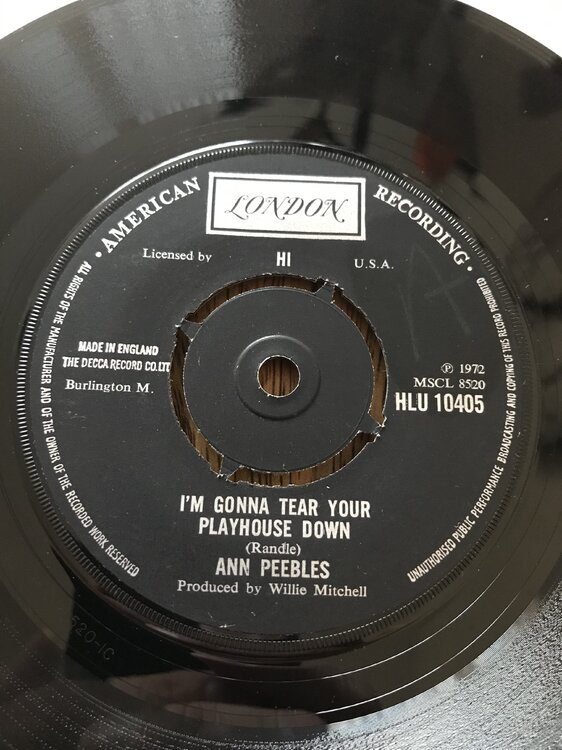 • AMERICAN RECORDING •
LONDON
Licensed by HI U.S.A.
MADE IN ENGLAND
THE DECCA RECORD CO. LTD
Burlington M.
℗ 1972
MSCL 8520
HLU 10405
I'M GONNA TEAR YOUR
PLAYHOUSE DOWN
(Randle)
ANN PEEBLES
Produced by Willie Mitchell
ALL RIGHTS OF THE MANUFACTURER AND OF THE OWNER OF THE RECORDED WORK RESERVED
UNAUTHORISED PUBLIC PERFORMANCE BROADCASTING AND COPYING OF THIS RECORD PROHIBITED
520-1C